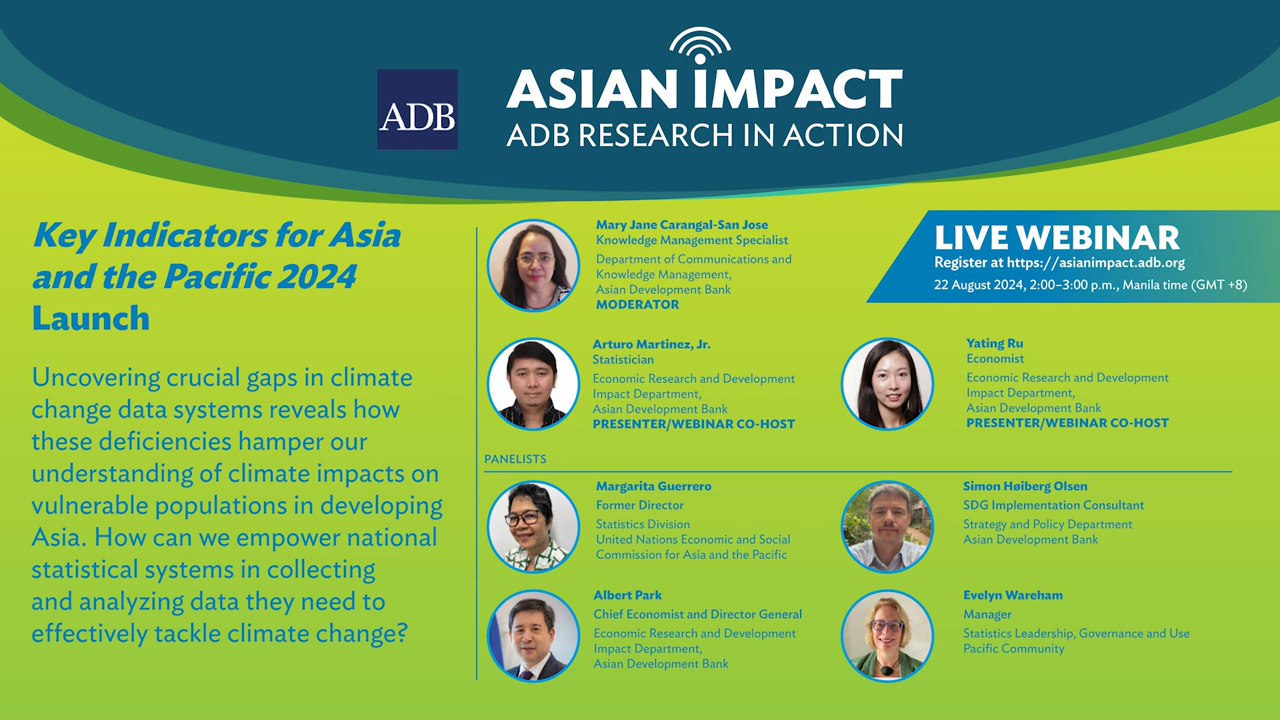 ADB
ASIAN IMPACT
ADB RESEARCH IN ACTION
Key Indicators for Asia
and the Pacific 2024
Launch
Uncovering crucial gaps in climate
change data systems reveals how
these deficiencies hamper our
understanding of climate impacts on
vulnerable populations in developing
Asia. How can we empower national
statistical systems in collecting
and analyzing data they need to
effectively tackle climate change?
LIVE WEBINAR
Register at https://asianimpact.adb.org
22 August 2024, 2:00–3:00 p.m., Manila time (GMT +8)
Mary Jane Carangal-San Jose
Knowledge Management Specialist
Department of Communications and
Knowledge Management,
Asian Development Bank
MODERATOR
Arturo Martinez, Jr.
Statistician
Economic Research and Development
Impact Department,
Asian Development Bank
PRESENTER/WEBINAR CO-HOST
Yating Ru
Economist
Economic Research and Development
Impact Department,
Asian Development Bank
PRESENTER/WEBINAR CO-HOST
PANELISTS
Margarita Guerrero
Former Director
Statistics Division
United Nations Economic and Social
Commission for Asia and the Pacific
Simon Høiberg Olsen
SDG Implementation Consultant
Strategy and Policy Department
Asian Development Bank
Albert Park
Chief Economist and Director General
Economic Research and Development
Impact Department,
Asian Development Bank
Evelyn Wareham
Manager
Statistics Leadership, Governance and Use
Pacific Community